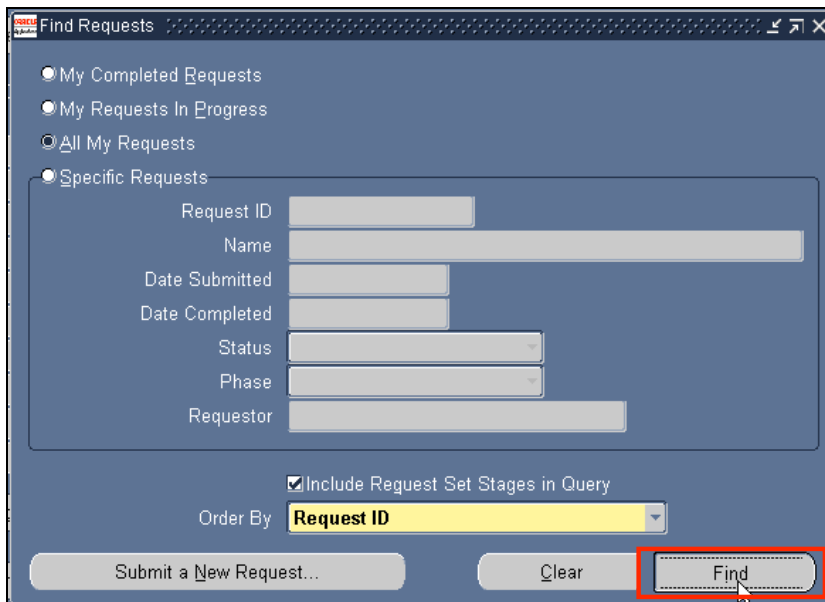 ORACLE
Applications
Find Requests
My Completed Requests
My Requests In Progress
All My Requests
Specific Requests
Request ID
Name
Date Submitted
Date Completed
Status
Phase
Requestor
Include Request Set Stages in Query
Order By Request ID
Submit a New Request... Clear Find